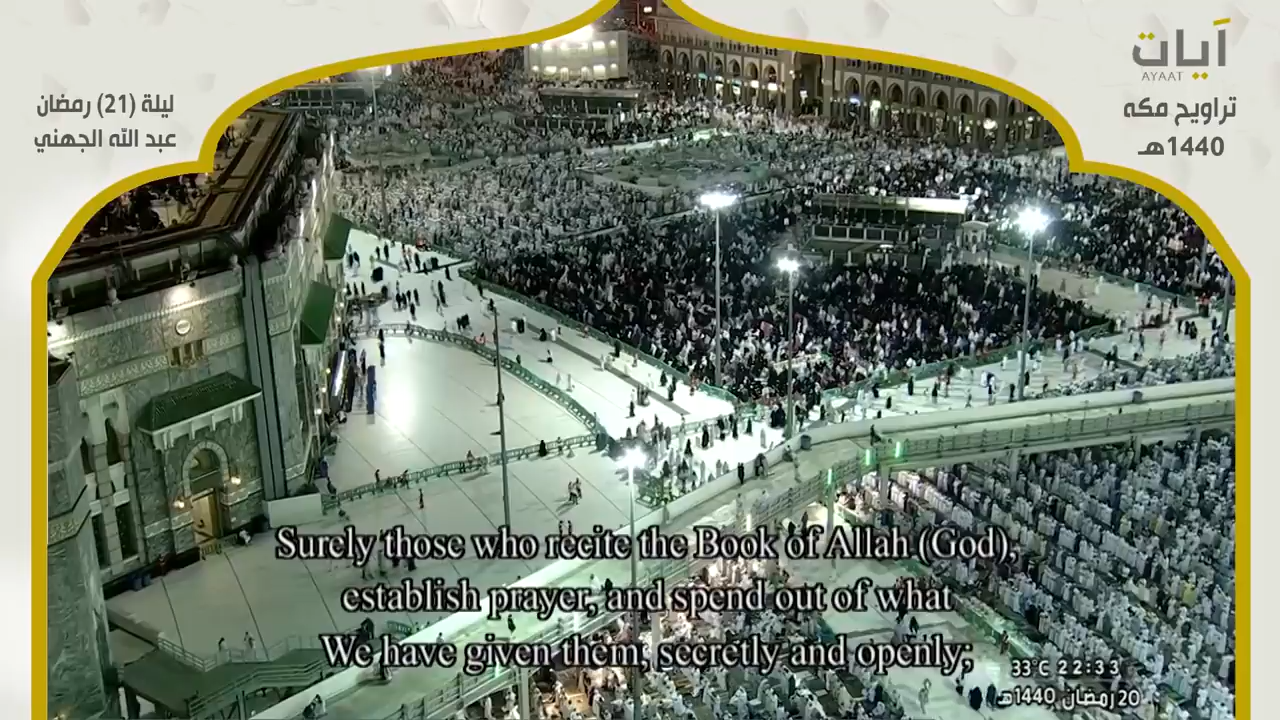 آيات
AYAAT
تراويح مكه
1440هـ
ليلة (21) رمضان
عبد الله الجهني
Surely those who recite the Book of Allah (God),
establish prayer, and spend out of what
We have given them, secretly and openly;
33°C 22:33
20 رمضان 1440هـ